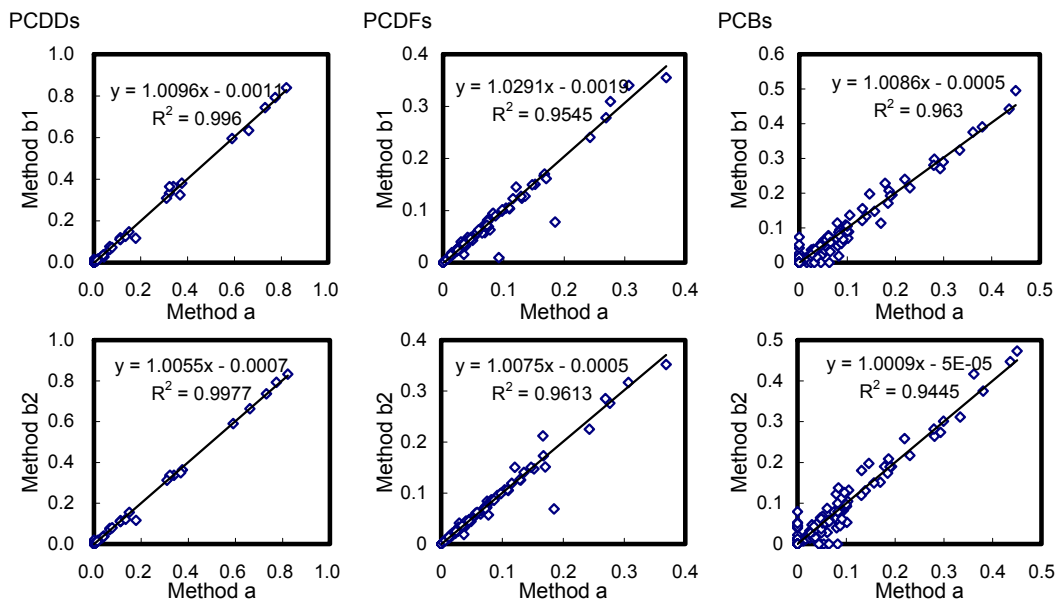 PCDDs
PCDFs
PCBs
Method b1
1.0
0.8
0.6
0.4
0.2
0.0
y = 1.0096x - 0.0011
R² = 0.996
0.0 0.2 0.4 0.6 0.8 1.0
Method a
Method b1
0.4
0.3
0.2
0.1
0
y = 1.0291x - 0.0019
R² = 0.9545
0 0.1 0.2 0.3 0.4
Method a
Method b1
0.6
0.5
0.4
0.3
0.2
0.1
0
y = 1.0086x - 0.0005
R² = 0.963
0 0.1 0.2 0.3 0.4 0.5
Method a
Method b2
1.0
0.8
0.6
0.4
0.2
0.0
y = 1.0055x - 0.0007
R² = 0.9977
0.0 0.2 0.4 0.6 0.8 1.0
Method a
Method b2
0.4
0.3
0.2
0.1
0
y = 1.0075x - 0.0005
R² = 0.9613
0 0.1 0.2 0.3 0.4
Method a
Method b2
0.5
0.4
0.3
0.2
0.1
0
y = 1.0009x - 5E-05
R² = 0.9445
0 0.1 0.2 0.3 0.4 0.5
Method a